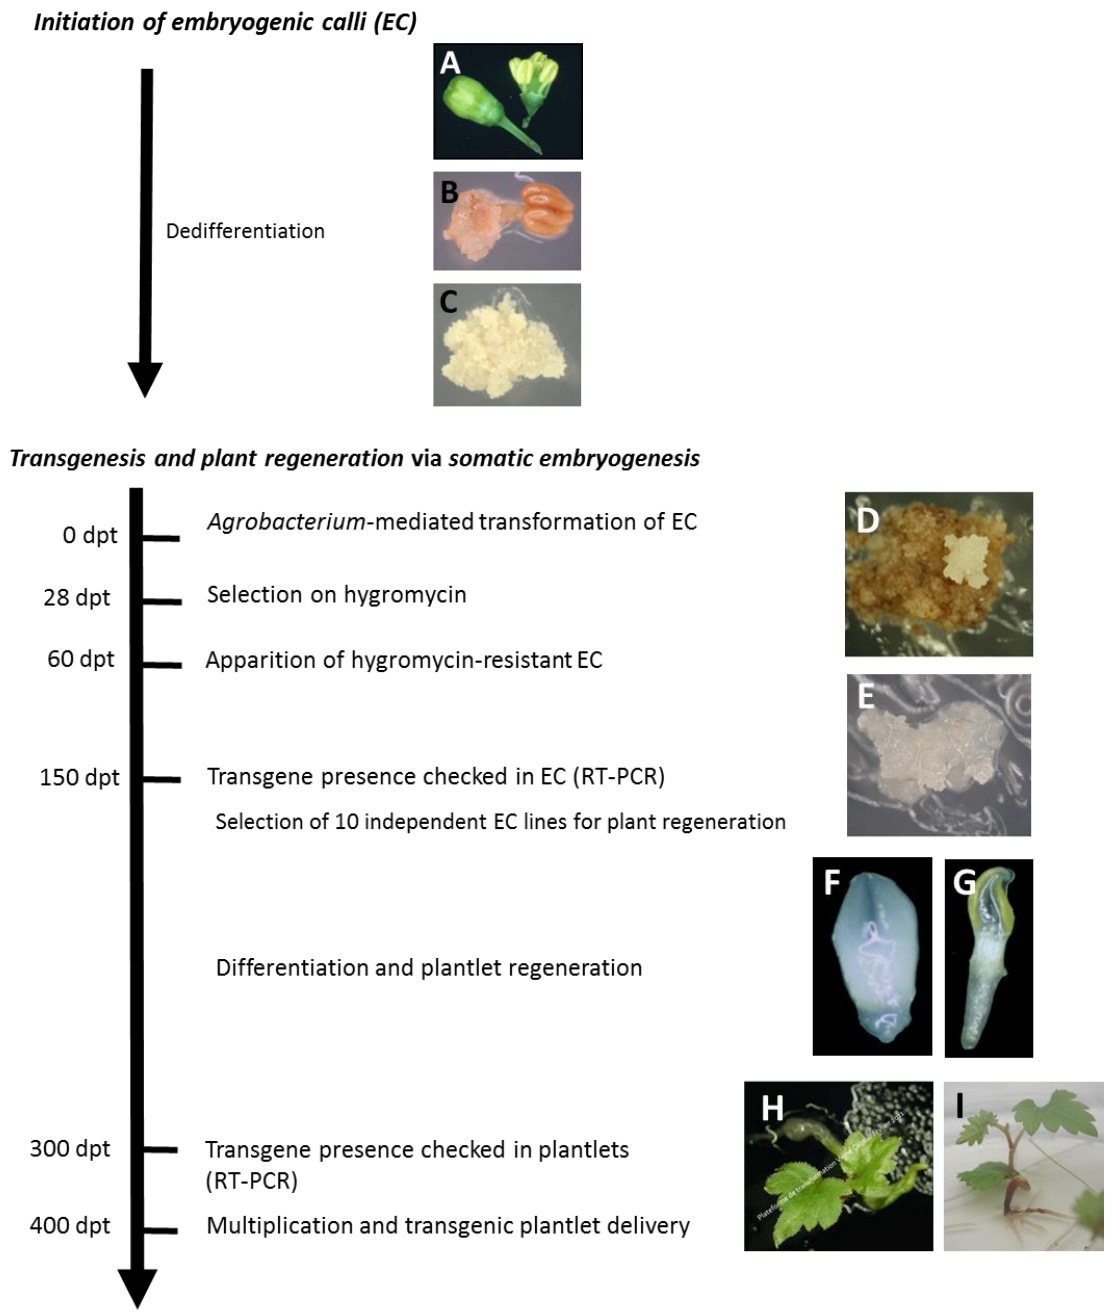 Initiation of embryogenic calli (EC)
A
B
Dedifferentiation
C
Transgenesis and plant regeneration via somatic embryogenesis
0 dpt
Agrobacterium-mediated transformation of EC
D
28 dpt
Selection on hygromycin
60 dpt
Apparition of hygromycin-resistant EC
E
150 dpt
Transgene presence checked in EC (RT-PCR)
Selection of 10 independent EC lines for plant regeneration
F
G
Differentiation and plantlet regeneration
H
I
Plateforme de transformation
300 dpt
Transgene presence checked in plantlets
(RT-PCR)
400 dpt
Multiplication and transgenic plantlet delivery